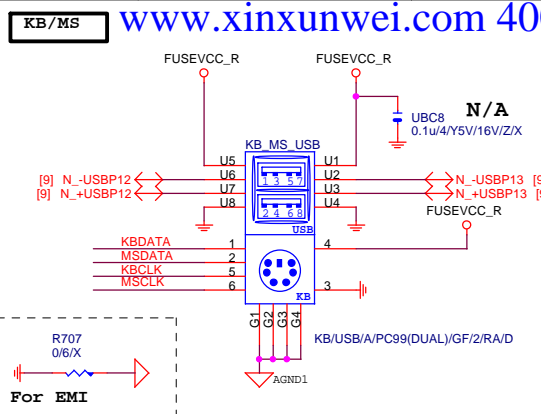 KB/MS www.xinxunwei.com 40
FUSEVCC_R FUSEVCC_R
N/A
UBC8
0.1u/4/Y5V/16V/Z/X
KB_MS_USB
U5 U1
[9] N_-USBP12 U6 U2 N_-USBP13 [9
[9] N_+USBP12 U7 U3 N_+USBP13 [9
U8 U4
1 3 5 7
2 4 6 8
USB
FUSEVCC_R
KBDATA 1 4
MSDATA 2
KBCLK 5
MSCLK 6 3
KB
G1 G2 G3 G4
KB/USB/A/PC99(DUAL)/GF/2/RA/D
AGND1
R707
0/6/X
For EMI